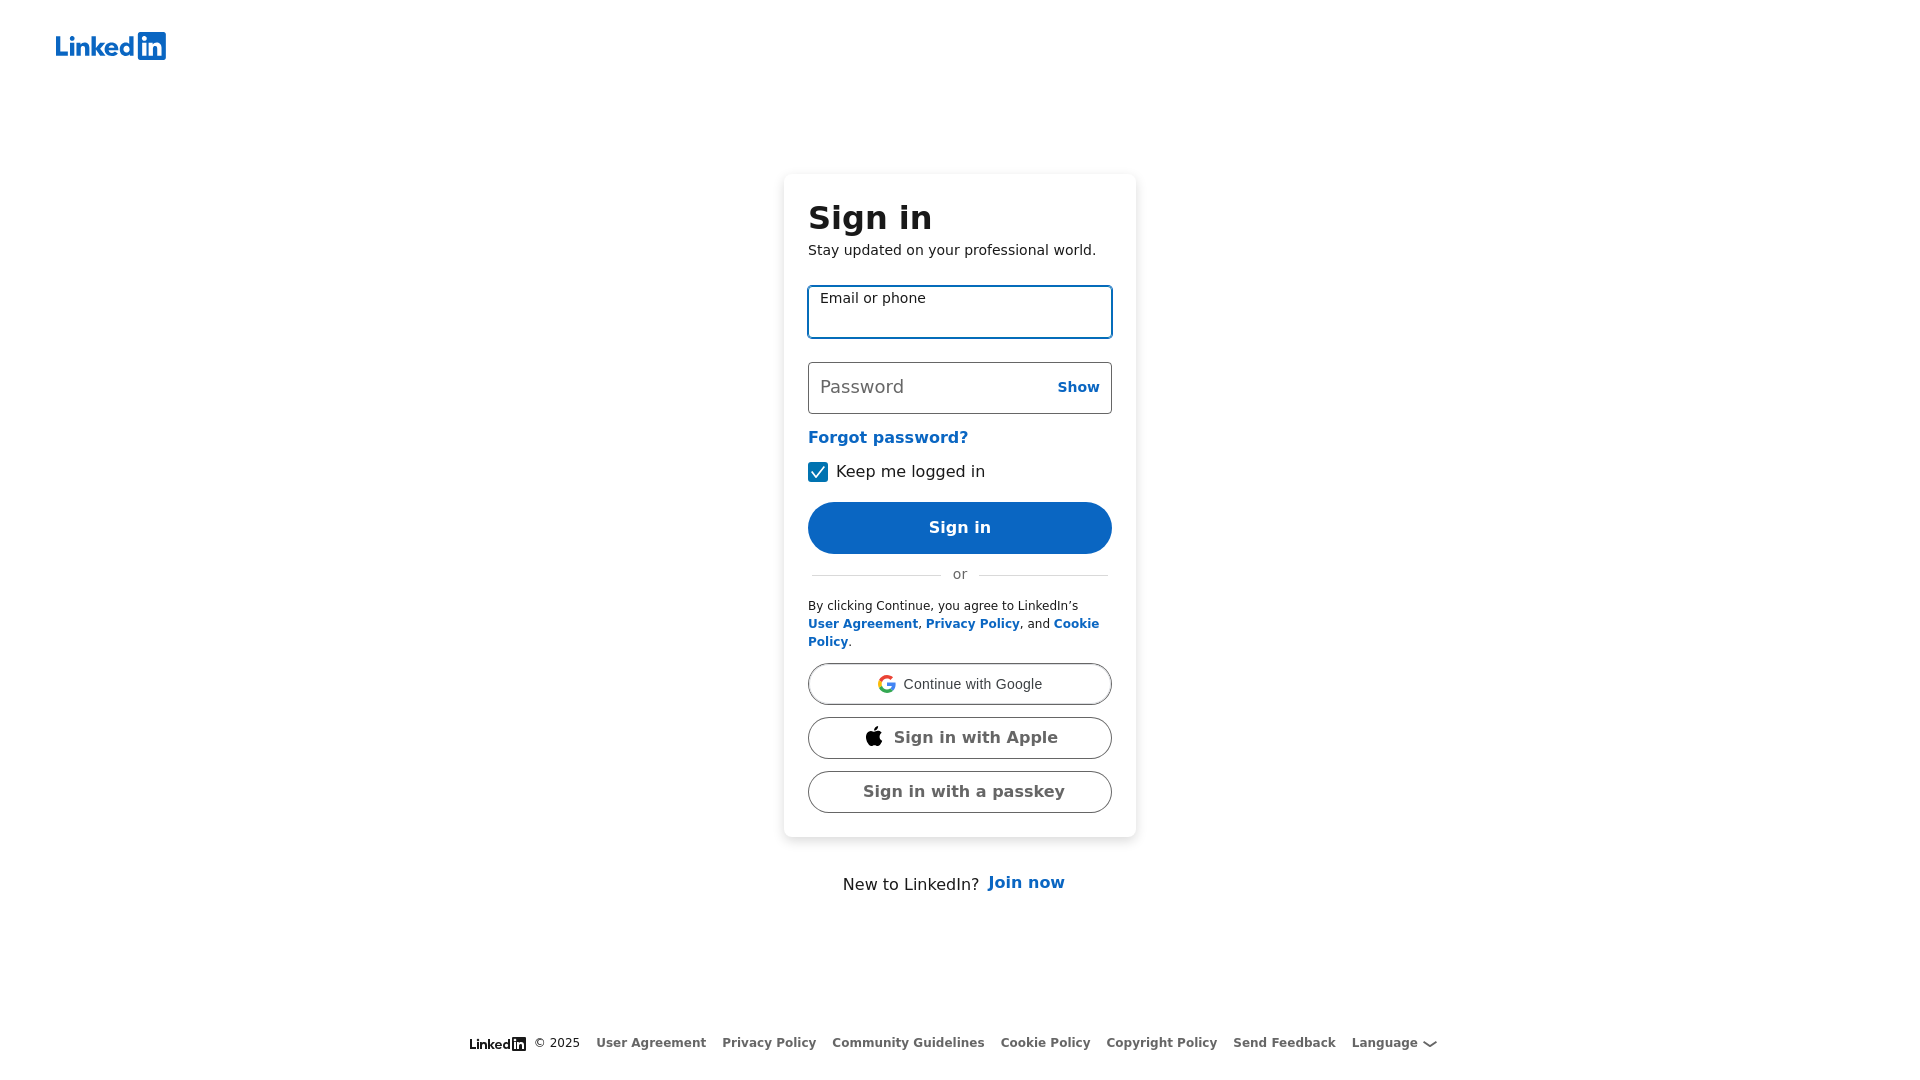 Linkedin
Sign in
Stay updated on your professional world.
Email or phone
Password
Show
Forgot password?
Keep me logged in
Sign in
or
By clicking Continue, you agree to LinkedIn’s
User Agreement, Privacy Policy, and Cookie
Policy.
Continue with Google
Sign in with Apple
Sign in with a passkey
New to LinkedIn? Join now
Linkedin © 2025 User Agreement Privacy Policy Community Guidelines Cookie Policy Copyright Policy Send Feedback Language